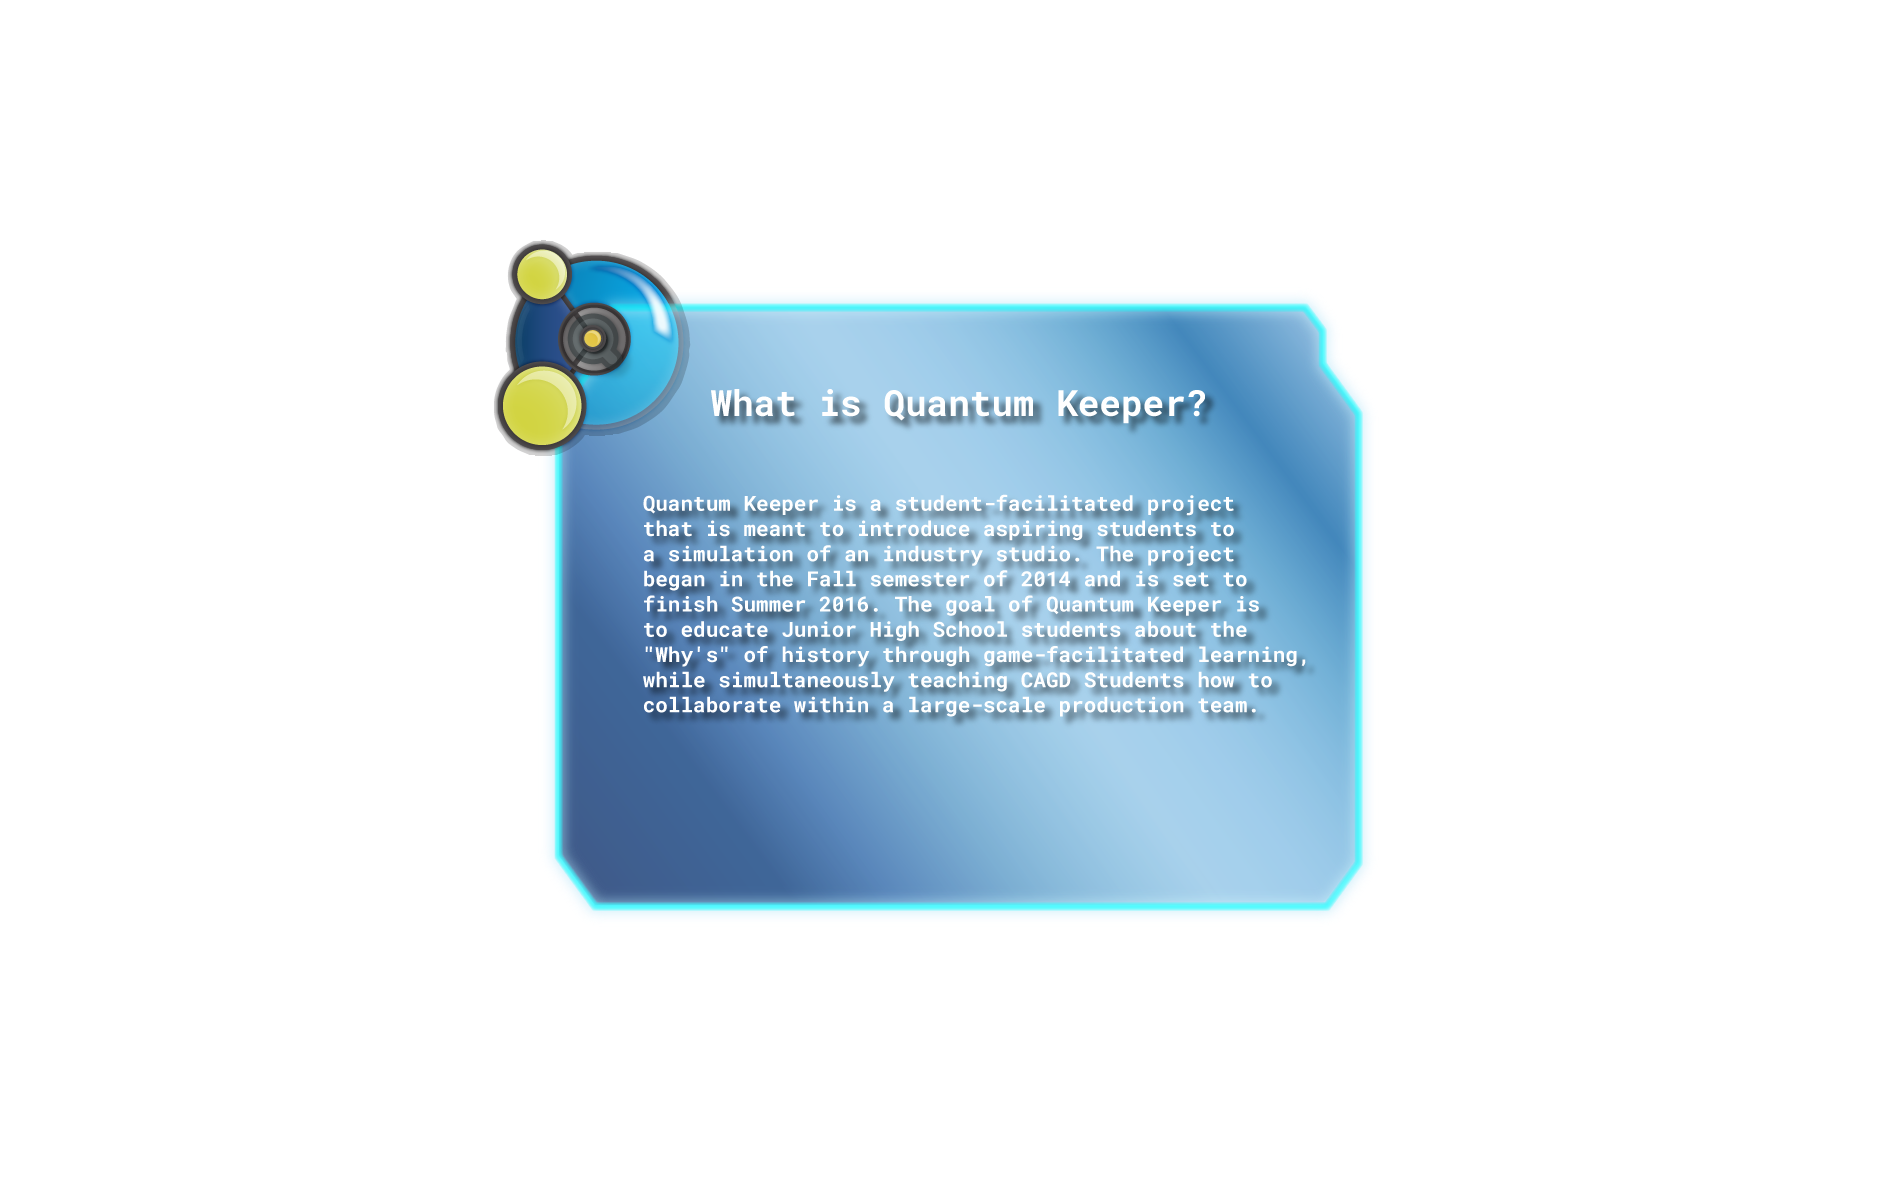 What is Quantum Keeper?
Quantum Keeper is a student-facilitated project
that is meant to introduce aspiring students to
a simulation of an industry studio. The project
began in the Fall semester of 2014 and is set to
finish Summer 2016. The goal of Quantum Keeper is
to educate Junior High School students about the
"Why's" of history through game-facilitated learning,
while simultaneously teaching CAGD Students how to
collaborate within a large-scale production team.